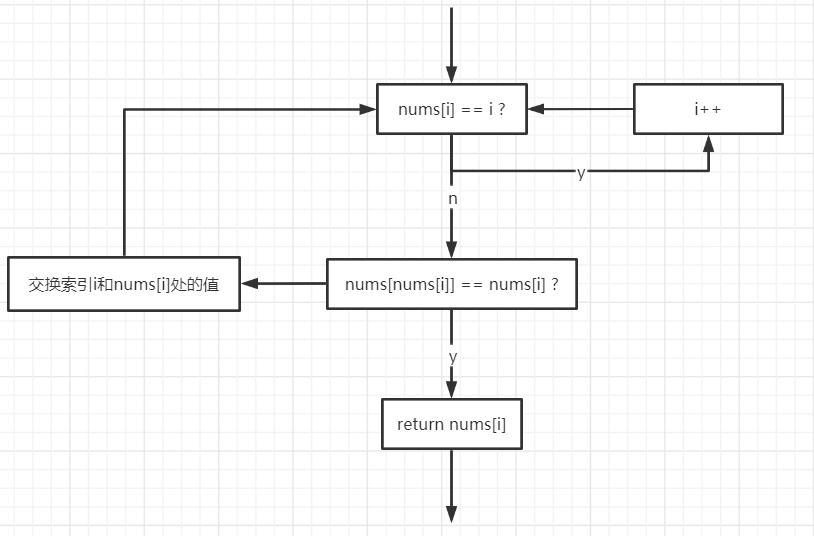 nums[i] == i ?
i++
y
n
交换索引i和nums[i]处的值
nums[nums[i]] == nums[i] ?
y
return nums[i]